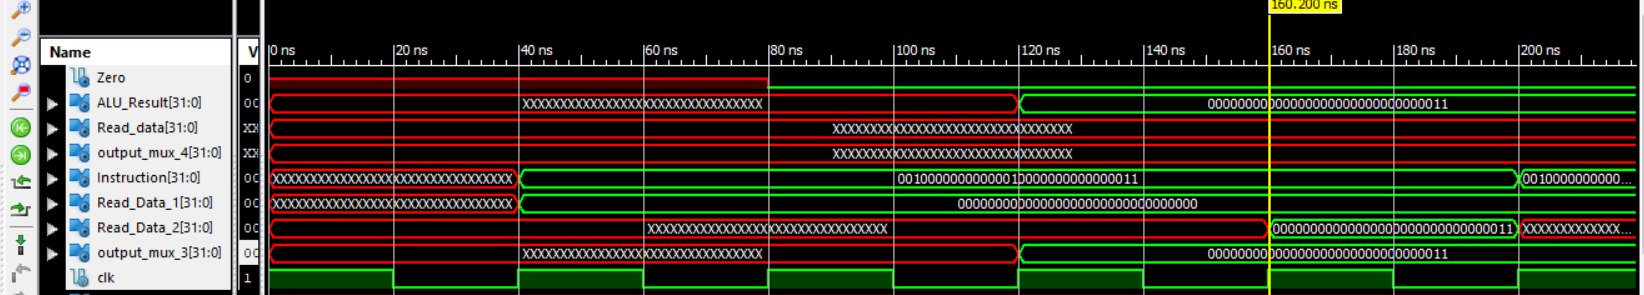 160.200 ns
Name V 0 ns 20 ns 40 ns 60 ns 80 ns 100 ns 120 ns 140 ns 160 ns 180 ns 200 ns
Zero 0
ALU_Result[31:0] 00 XXXXXXXXXXXXXXXXXXXXXXXXXXXXXXXX 00000000000000000000000000000011
Read_data[31:0] XX XXXXXXXXXXXXXXXXXXXXXXXXXXXXXXXX
output_mux_4[31:0] XX XXXXXXXXXXXXXXXXXXXXXXXXXXXXXXXX
Instruction[31:0] 00 XXXXXXXXXXXXXXXXXXXXXXXXXXXXXXXX 00100000000000010000000000000011 0010000000000...
Read_Data_1[31:0] 00 XXXXXXXXXXXXXXXXXXXXXXXXXXXXXXXX 00000000000000000000000000000000
Read_Data_2[31:0] 00 XXXXXXXXXXXXXXXXXXXXXXXXXXXXXXXX 00000000000000000000000000000011 XXXXXXXXXXXXX...
output_mux_3[31:0] 00 XXXXXXXXXXXXXXXXXXXXXXXXXXXXXXXX 00000000000000000000000000000011
clk 1